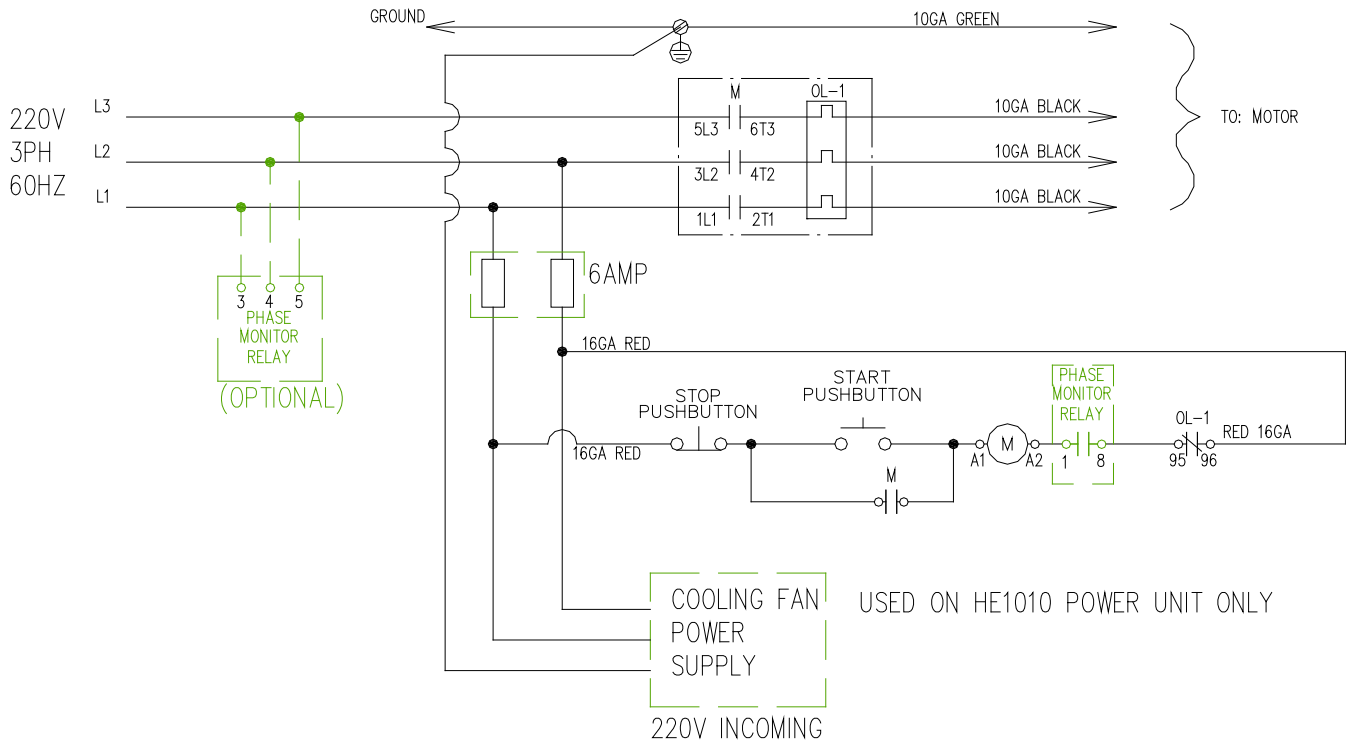 GROUND
10GA GREEN
220V
3PH
60HZ
L3
L2
L1
M
OL-1
5L3
6T3
3L2
4T2
1L1
2T1
10GA BLACK
10GA BLACK
10GA BLACK
TO: MOTOR
3
4
5
PHASE
MONITOR
RELAY
(OPTIONAL)
6AMP
16GA RED
16GA RED
STOP
PUSHBUTTON
START
PUSHBUTTON
M
A1
M
A2
PHASE
MONITOR
RELAY
1
8
OL-1
95
96
RED 16GA
COOLING FAN
POWER
SUPPLY
220V INCOMING
USED ON HE1010 POWER UNIT ONLY